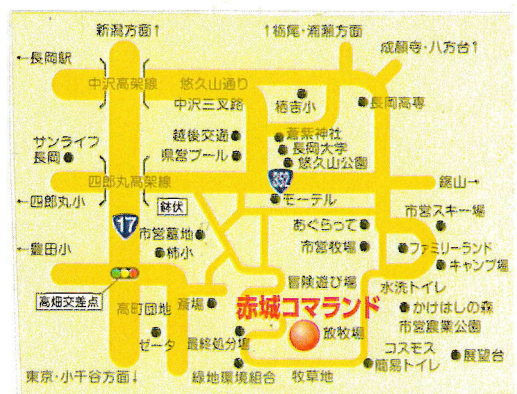 新潟方面↑
↑栃尾・浦瀬方面
成願寺・八方台↑
←長岡駅
中沢高架線
悠久山通り
中沢三叉路
栖吉小
長岡高専
サンライフ
長岡
越後交通
県営プール
蒼紫神社
長岡大学
悠久山公園
四郎丸高架線
352
鋸山→
←四郎丸小
鉢伏
モーテル
17
市営スキー場
あぐらって
市営墓地
市営牧場
ファミリーランド
←豊田小
柿小
キャンプ場
冒険遊び場
水洗トイレ
高畑交差点
高町団地
斎場
赤城コマランド
かけはしの森
放牧場
市営農業公園
ゼータ
最終処分場
コスモス
展望台
簡易トイレ
東京・小千谷方面↓
緑地環境組合
牧草地